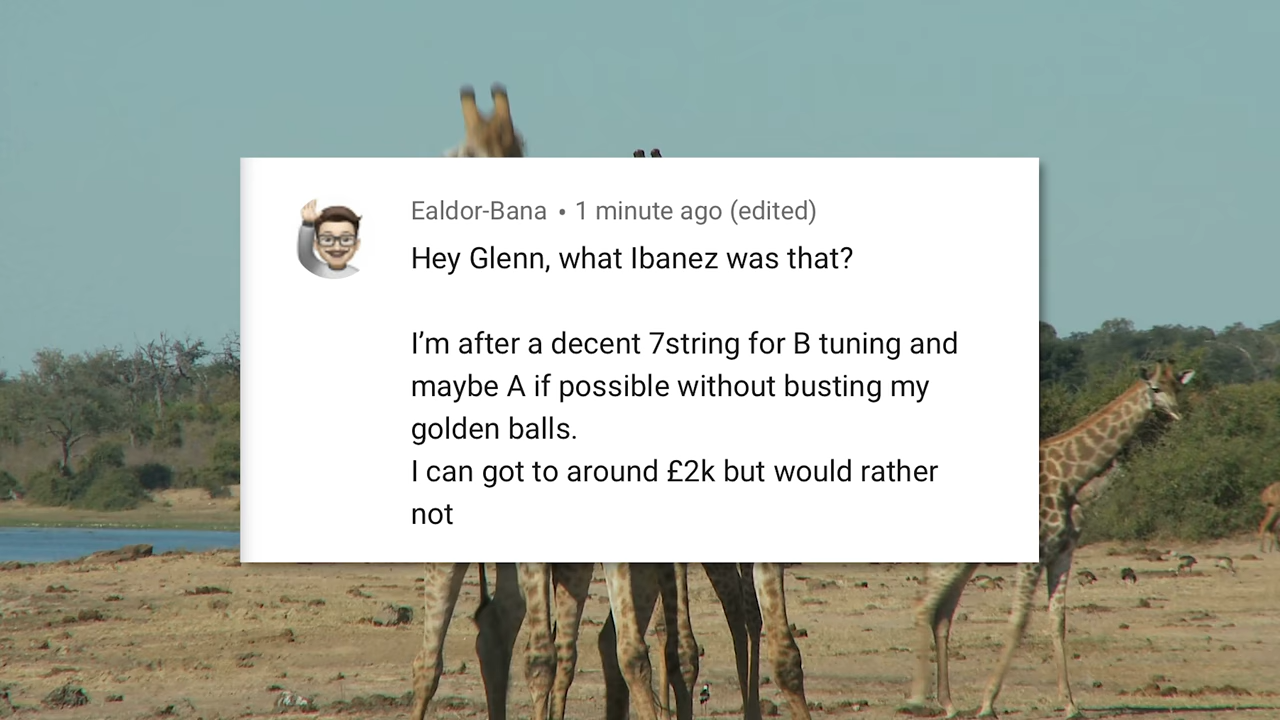 Ealdor-Bana • 1 minute ago (edited)
Hey Glenn, what Ibanez was that?
I’m after a decent 7string for B tuning and
maybe A if possible without busting my
golden balls.
I can got to around £2k but would rather
not